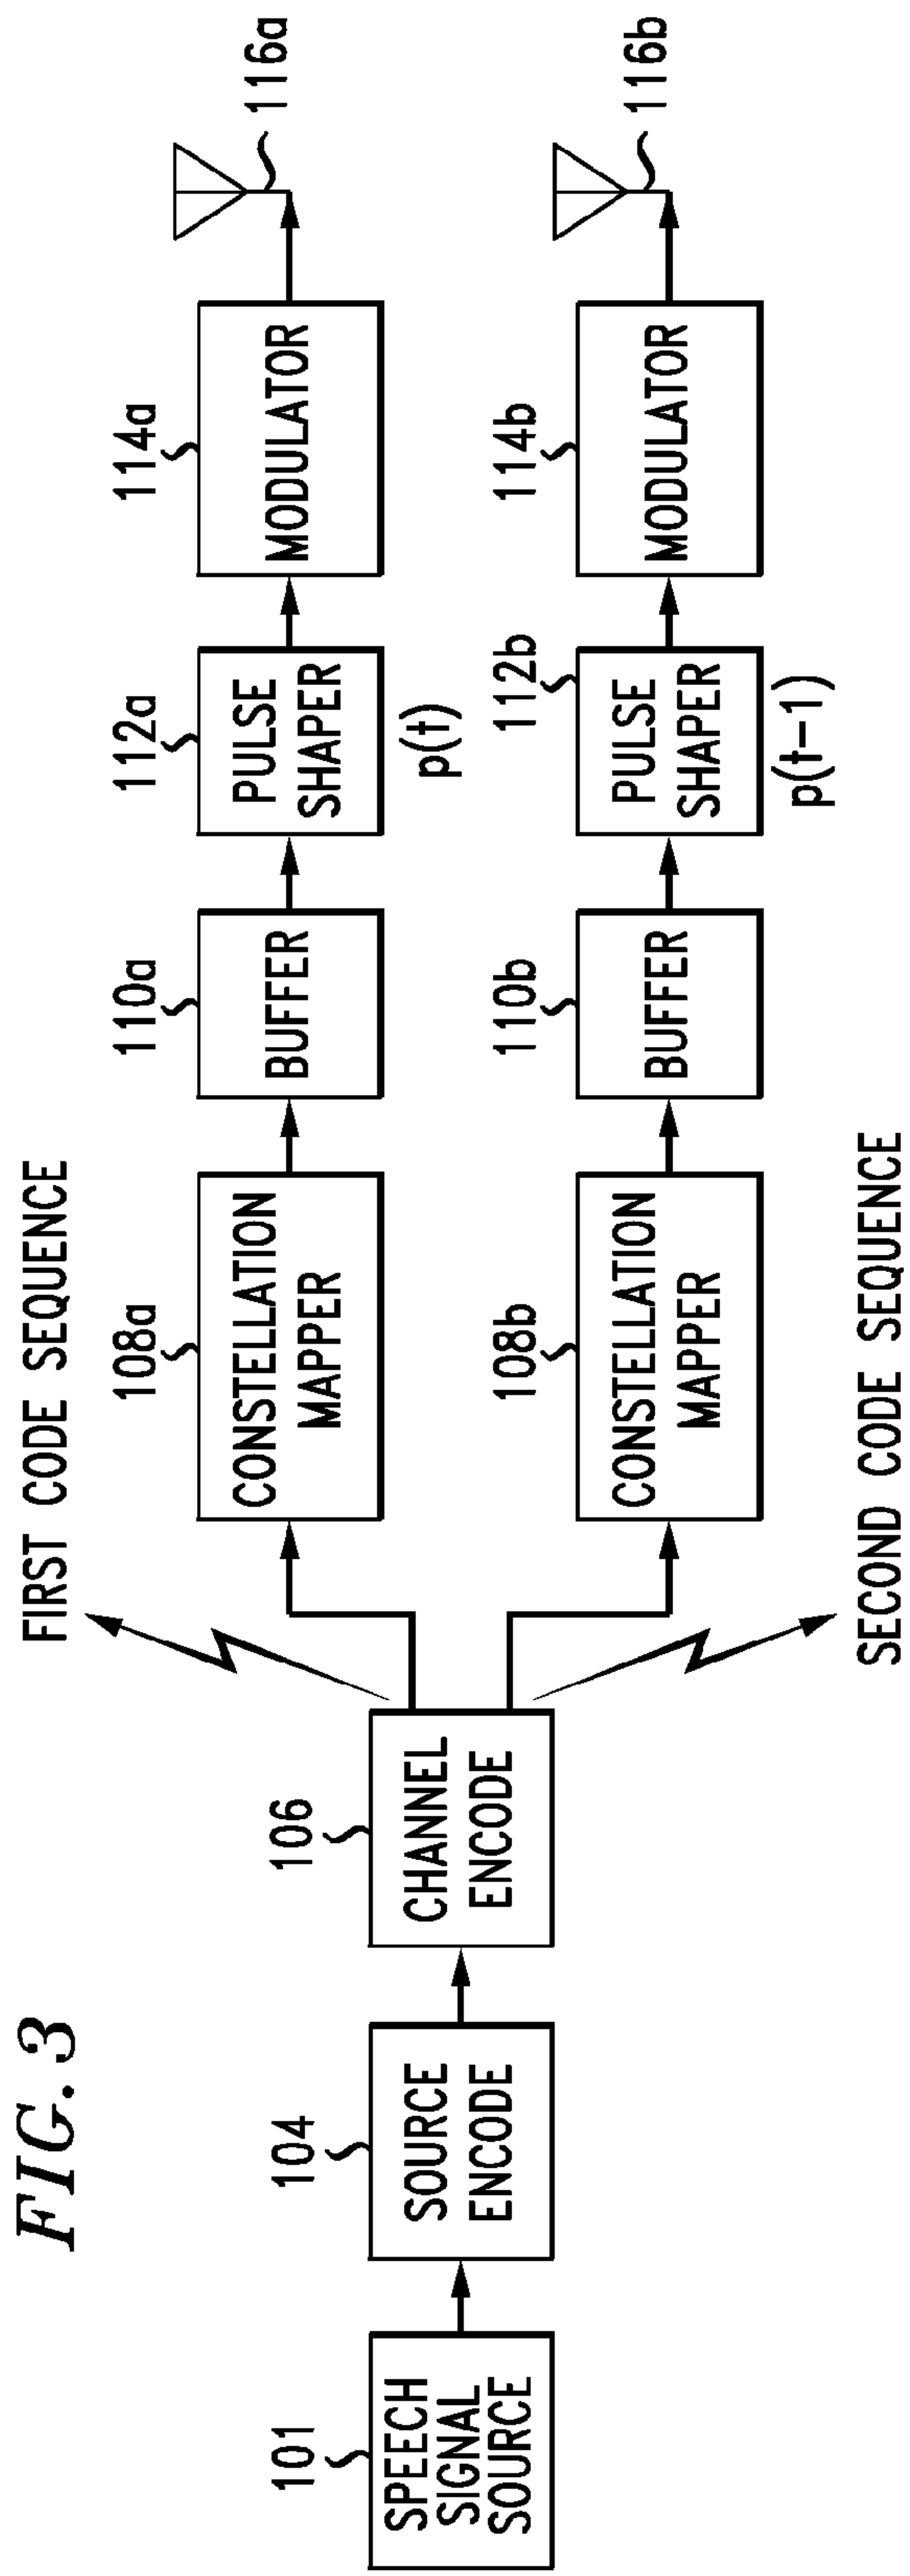 FIG. 3
101
SPEECH
SIGNAL
SOURCE
104
SOURCE
ENCODE
106
CHANNEL
ENCODE
FIRST CODE SEQUENCE
108a
CONSTELLATION
MAPPER
110a
BUFFER
112a
PULSE
SHAPER
p(t)
114a
MODULATOR
116a
108b
CONSTELLATION
MAPPER
110b
BUFFER
112b
PULSE
SHAPER
p(t-1)
114b
MODULATOR
116b
SECOND CODE SEQUENCE